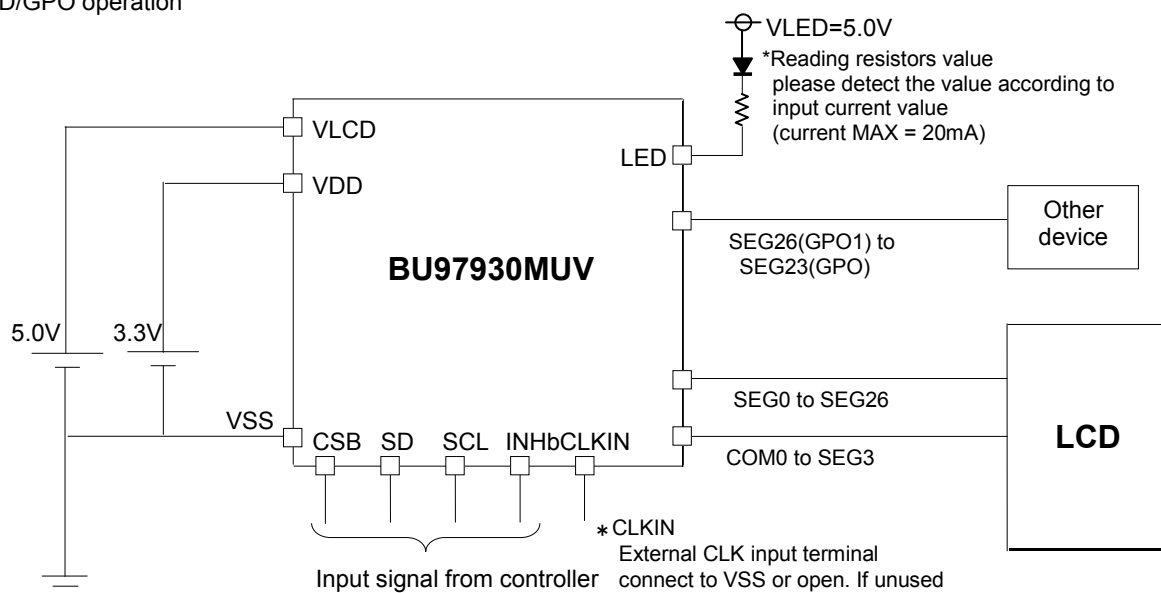 D/GPO operation
VLED=5.0V
*Reading resistors value
please detect the value according to
input current value
(current MAX = 20mA)
VLCD
LED
VDD
Other
device
SEG26(GPO1) to
SEG23(GPO)
BU97930MUV
5.0V
3.3V
SEG0 to SEG26
VSS
CSB SD SCL INHbCLKIN
LCD
COM0 to SEG3
*CLKIN
External CLK input terminal
Input signal from controller
connect to VSS or open. If unused